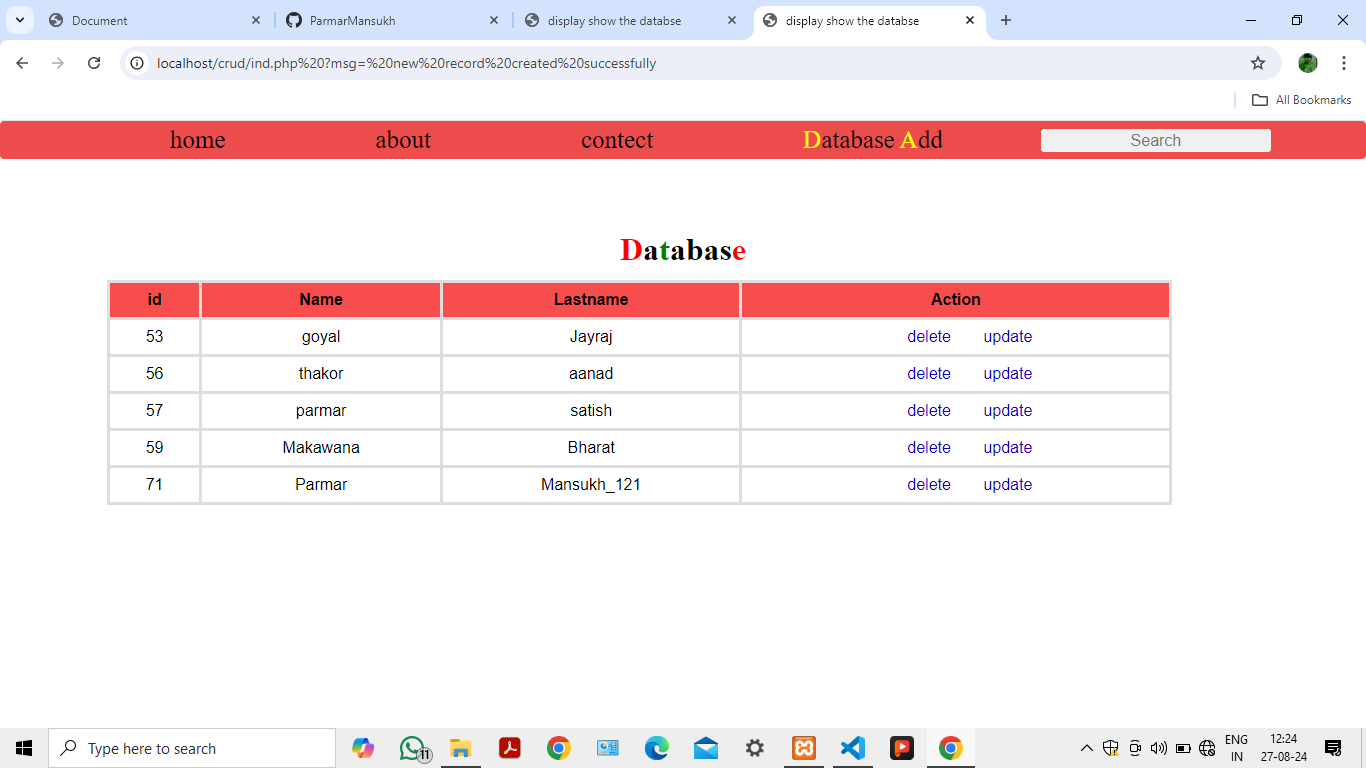 Document ParmarMansukh display show the databse display show the databse
localhost/crud/ind.php%20?msg=%20new%20record%20created%20successfully
All Bookmarks
home about contect Database Add Search
Database
id Name Lastname Action
53 goyal Jayraj delete update
56 thakor aanad delete update
57 parmar satish delete update
59 Makawana Bharat delete update
71 Parmar Mansukh_121 delete update
Type here to search 11 ENG 12:24
IN 27-08-24